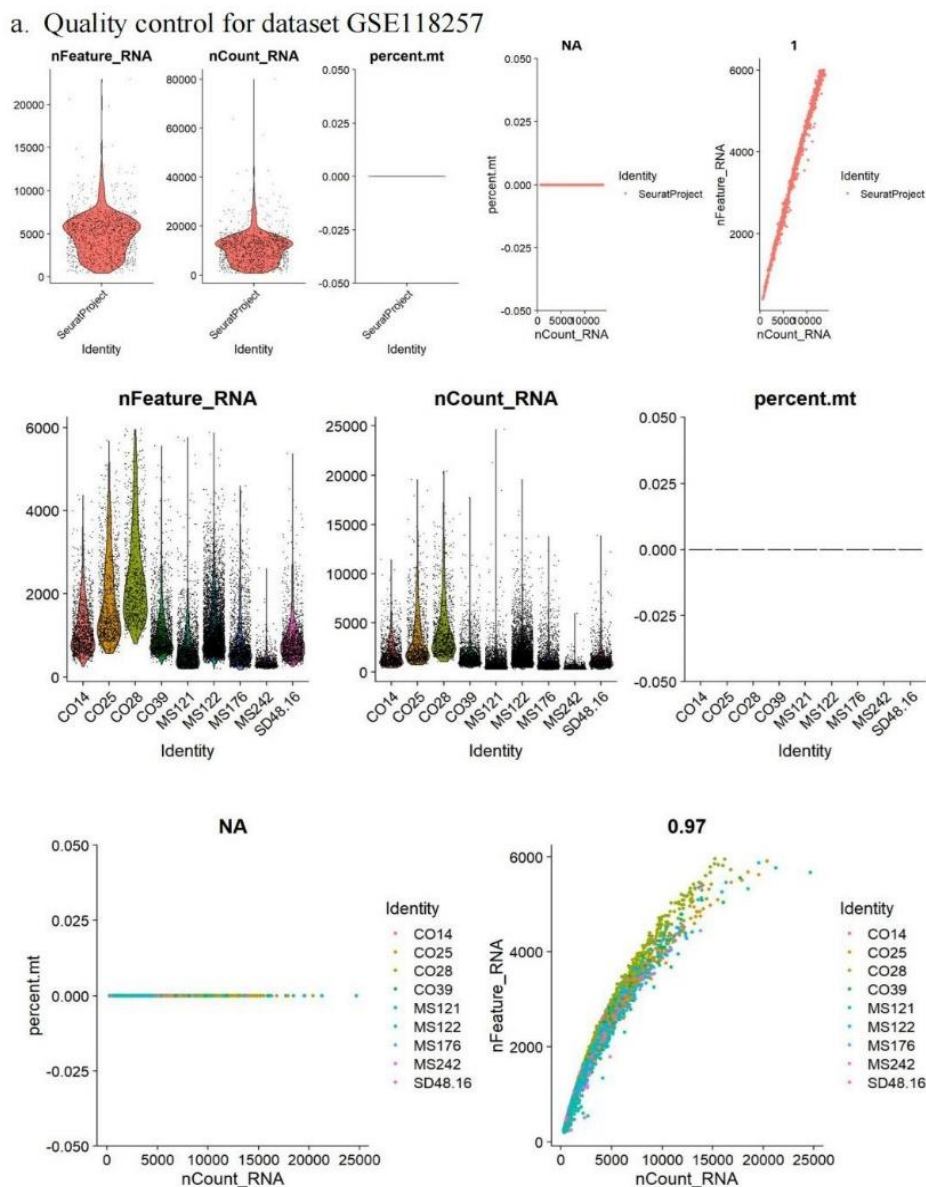 a. Quality control for dataset GSE118257
nFeature_RNA
20000
15000
10000
5000
0
SeuratProject
Identity
nCount_RNA
80000
60000
40000
20000
0
SeuratProject
Identity
percent.mt
0.050
0.025
0.000
-0.025
-0.050
SeuratProject
Identity
NA
percent.mt
0.050
0.025
0.000
-0.025
-0.050
0 500010000
nCount_RNA
Identity
SeuratProject
1
nFeature_RNA
6000
4000
2000
0 500010000
nCount_RNA
Identity
SeuratProject
nFeature_RNA
6000
4000
2000
0
CO14 CO25 CO28 CO39 MS121 MS122 MS176 MS242 SD48.16
Identity
nCount_RNA
25000
20000
15000
10000
5000
0
CO14 CO25 CO28 CO39 MS121 MS122 MS176 MS242 SD48.16
Identity
percent.mt
0.050
0.025
0.000
-0.025
-0.050
CO14 CO25 CO28 CO39 MS121 MS122 MS176 MS242 SD48.16
Identity
NA
percent.mt
0.050
0.025
0.000
-0.025
-0.050
0 5000 10000 15000 20000 25000
nCount_RNA
Identity
CO14
CO25
CO28
CO39
MS121
MS122
MS176
MS242
SD48.16
0.97
nFeature_RNA
6000
4000
2000
0
0 5000 10000 15000 20000 25000
nCount_RNA
Identity
CO14
CO25
CO28
CO39
MS121
MS122
MS176
MS242
SD48.16